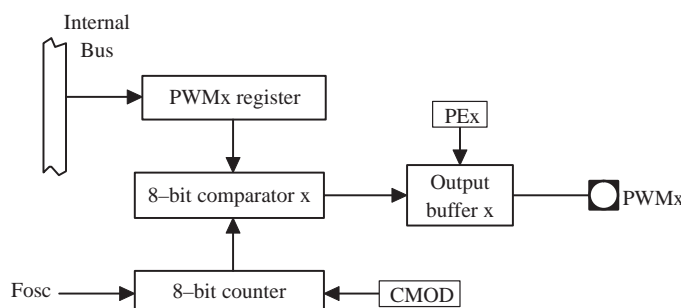 Internal
Bus
PWMx register
PEx
8–bit comparator x
Output
buffer x
PWMx
Fosc
8–bit counter
CMOD